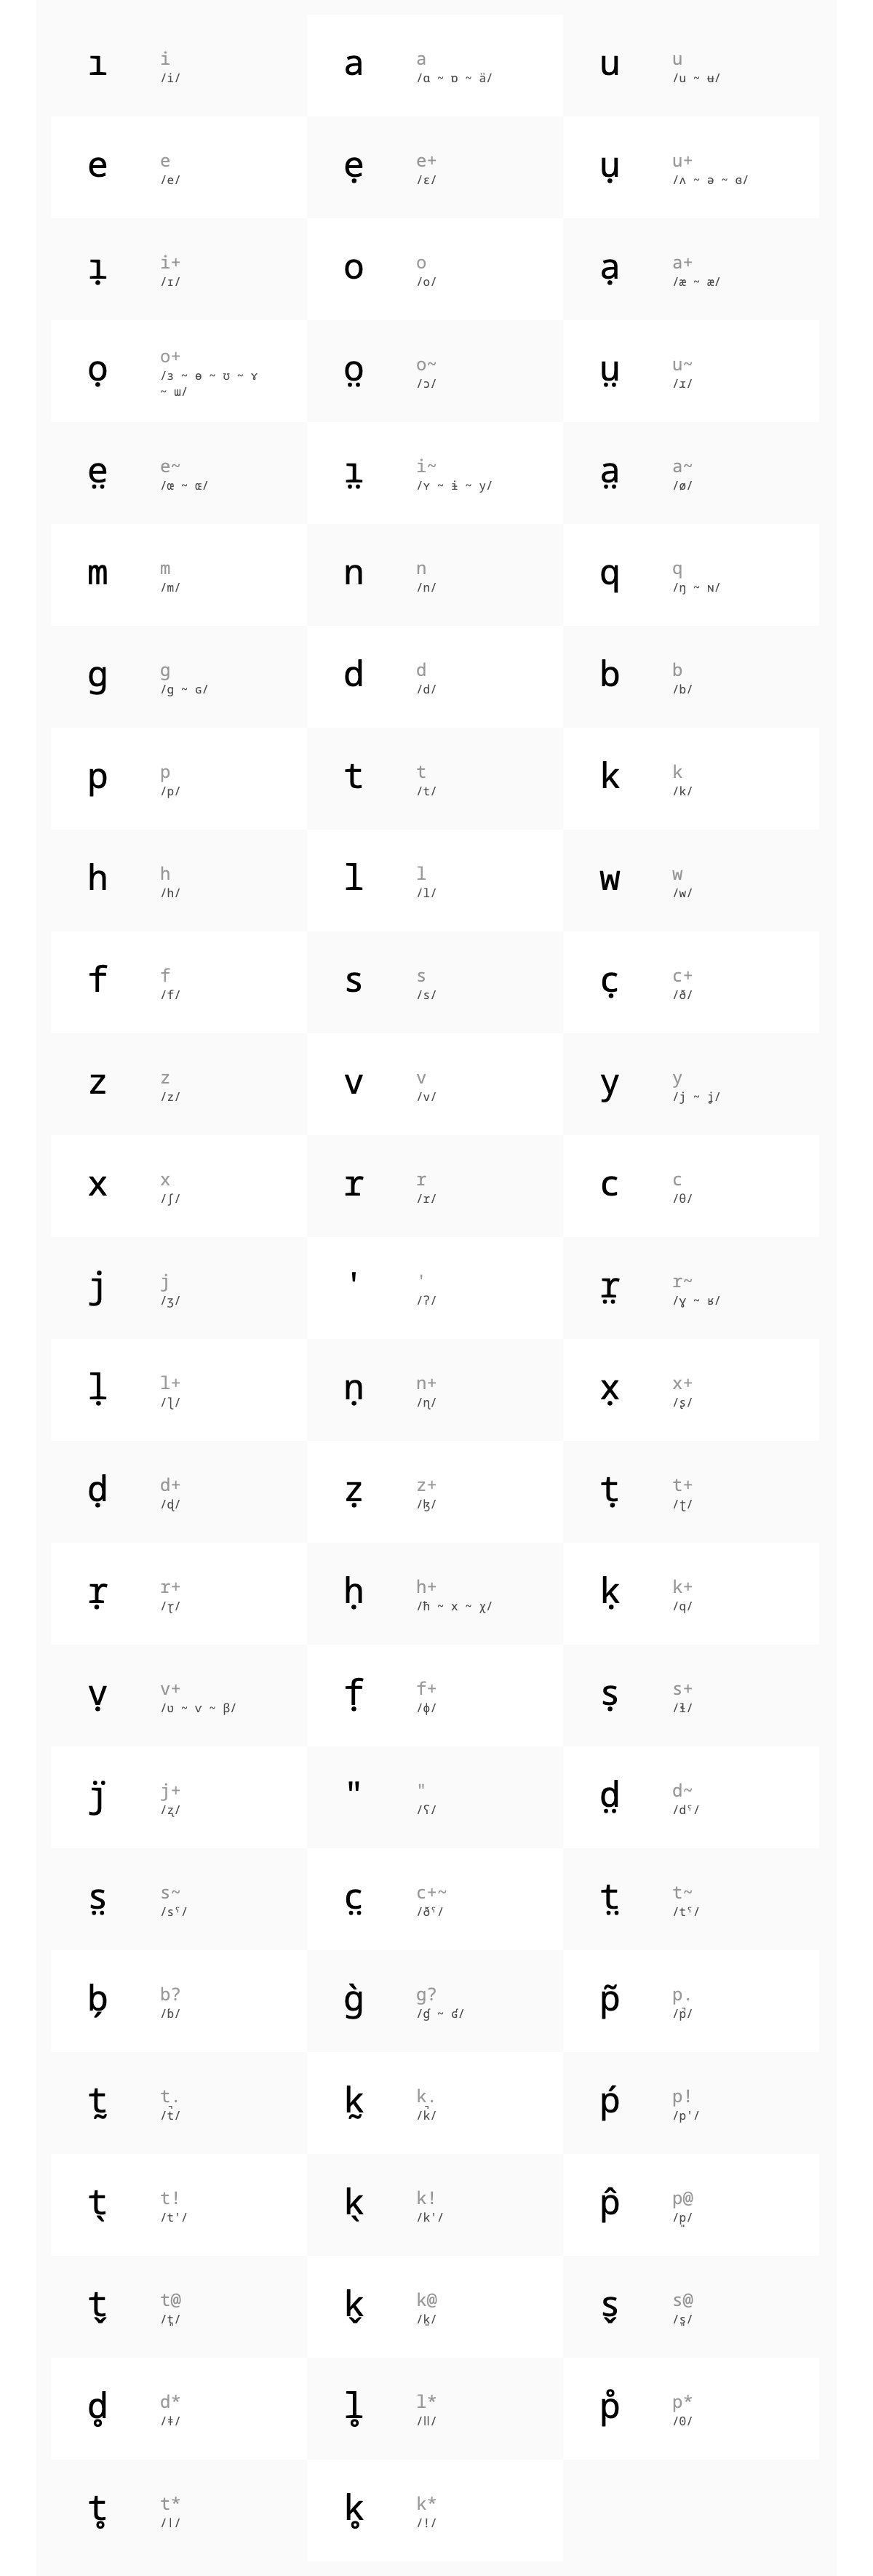 ı i /i/
a a /ɑ ~ ɒ ~ ä/
u u /u ~ ʉ/
e e /e/
ẹ e+ /ɛ/
ụ u+ /ʌ ~ ə ~ ɞ/
ı̣ i+ /ɪ/
o o /o/
ạ a+ /æ ~ æ/
ọ o+ /ɜ ~ ɵ ~ ʊ ~ ɤ
~ ɯ/
o̤ o~ /ɔ/
ṳ u~ /ɹ/
e̤ e~ /œ ~ ɶ/
ı̤ i~ /ʏ ~ ɨ ~ y/
a̤ a~ /ø/
m m /m/
n n /n/
q q /ŋ ~ ɴ/
g g /g ~ ɢ/
d d /d/
b b /b/
p p /p/
t t /t/
k k /k/
h h /h/
l l /l/
w w /w/
f f /f/
s s /s/
c̣ c+ /ð/
z z /z/
v v /v/
y y /j ~ ʝ/
x x /ʃ/
r r /r/
c c /θ/
j j /ʒ/
' ' /ʔ/
r̤ r~ /ɣ ~ ʁ/
ḷ l+ /ɭ/
ṇ n+ /ɳ/
x̣ x+ /ʂ/
ḍ d+ /ɖ/
ẓ z+ /ɮ/
ṭ t+ /ʈ/
ṛ r+ /ɽ/
ḥ h+ /ħ ~ x ~ χ/
ḳ k+ /q/
ṿ v+ /ʋ ~ ⱱ ~ β/
f̣ f+ /ɸ/
ṣ s+ /ɬ/
j̈ j+ /ʐ/
" " /ʕ/
d̤ d~ /dˤ/
s̤ s~ /sˤ/
c̤ c+~ /ðˤ/
t̤ t~ /tˤ/
b̗ b? /ɓ/
g̀ g? /ɠ ~ ʛ/
p̃ p. /p̚/
t̰ t. /t̚/
ḵ̰ k. /k̚/
ṕ p! /p'/
t̖ t! /t'/
k̖ k! /k'/
p̂ p@ /p̼/
t̬ t@ /t̪/
k̬ k@ /k̼/
s̬ s@ /s̪/
d̥ d* /ǂ/
l̥ l* /ǁ/
p̊ p* /ʘ/
t̥ t* /ǀ/
k̥ k* /ǃ/